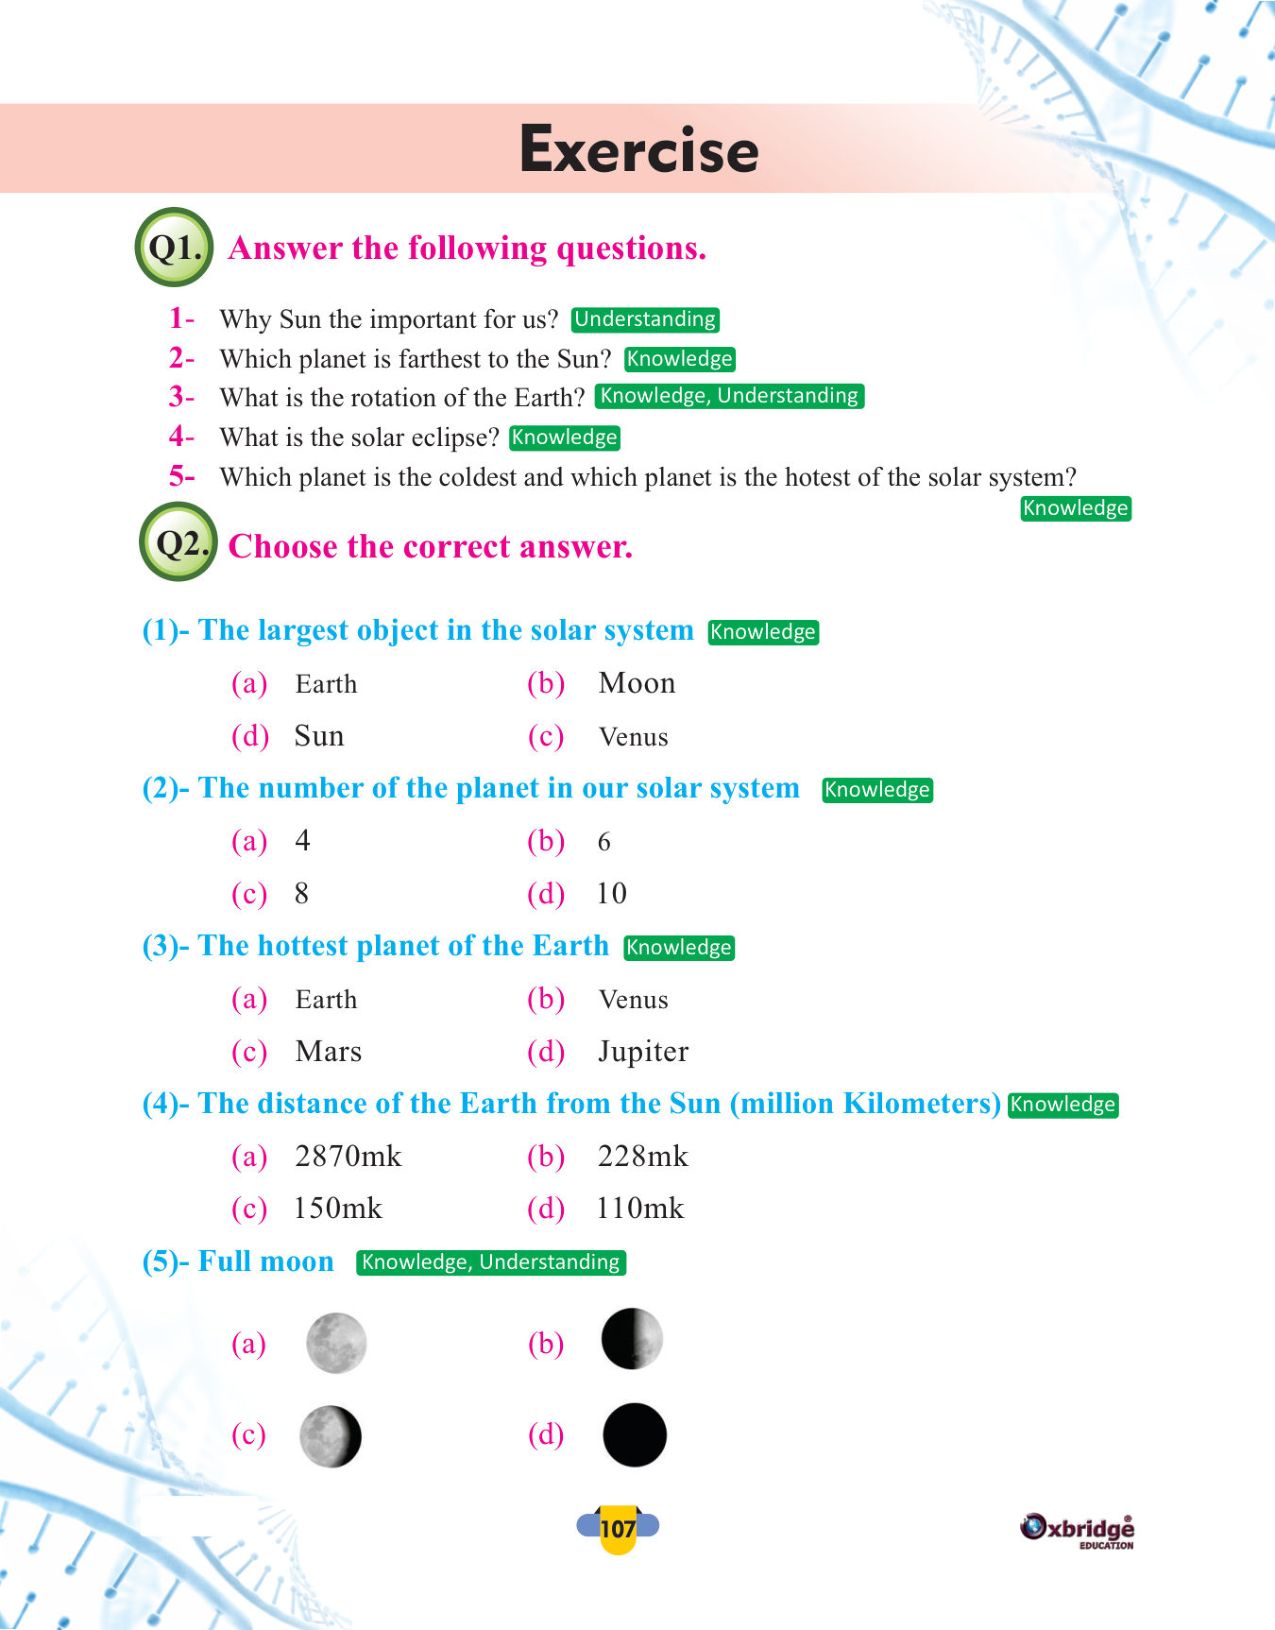 Exercise
Q1. Answer the following questions.
1- Why Sun the important for us? Understanding
2- Which planet is farthest to the Sun? Knowledge
3- What is the rotation of the Earth? Knowledge, Understanding
4- What is the solar eclipse? Knowledge
5- Which planet is the coldest and which planet is the hotest of the solar system?
Knowledge
Q2. Choose the correct answer.
(1)- The largest object in the solar system Knowledge
(a) Earth (b) Moon
(d) Sun (c) Venus
(2)- The number of the planet in our solar system Knowledge
(a) 4 (b) 6
(c) 8 (d) 10
(3)- The hottest planet of the Earth Knowledge
(a) Earth (b) Venus
(c) Mars (d) Jupiter
(4)- The distance of the Earth from the Sun (million Kilometers) Knowledge
(a) 2870mk (b) 228mk
(c) 150mk (d) 110mk
(5)- Full moon Knowledge, Understanding
(a) (b)
(c) (d)
107
Oxbridge®
EDUCATION